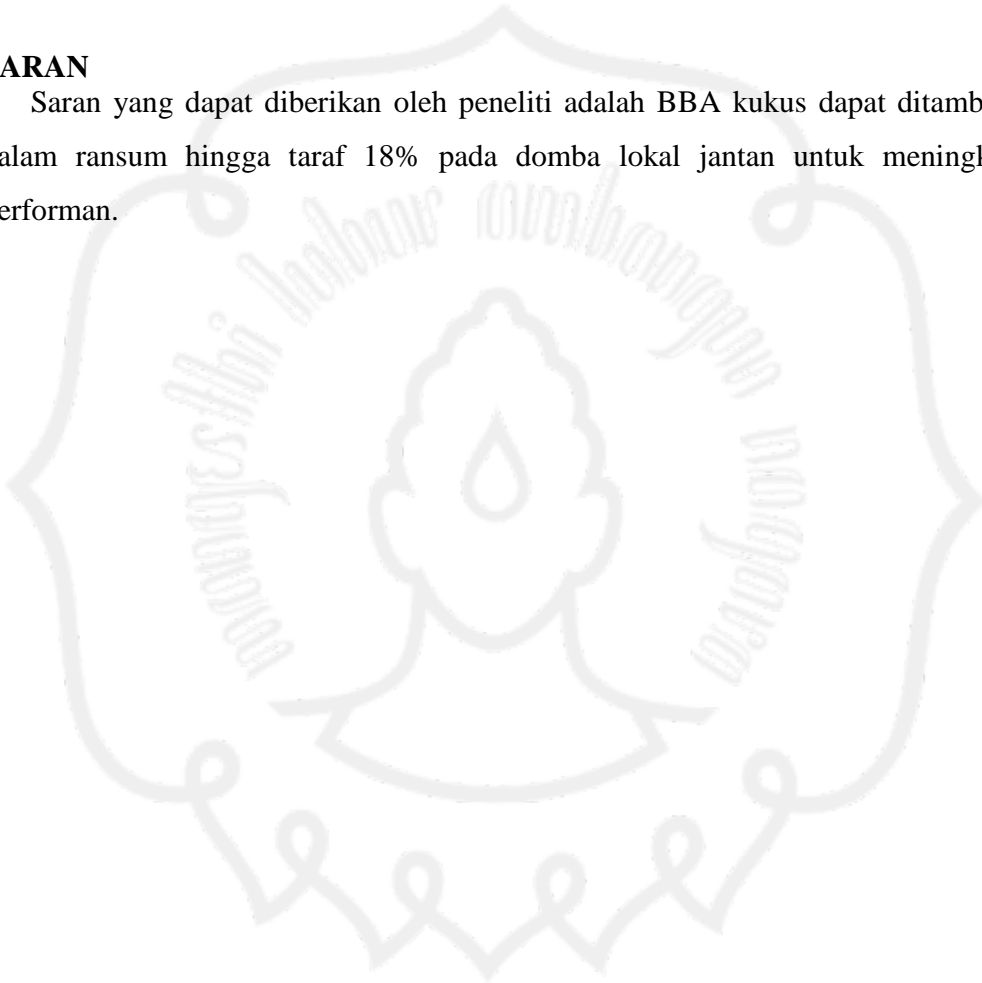 ARAN
Saran yang dapat diberikan oleh peneliti adalah BBA kukus dapat ditamb
alam ransum hingga taraf 18% pada domba lokal jantan untuk meningk
erforman.